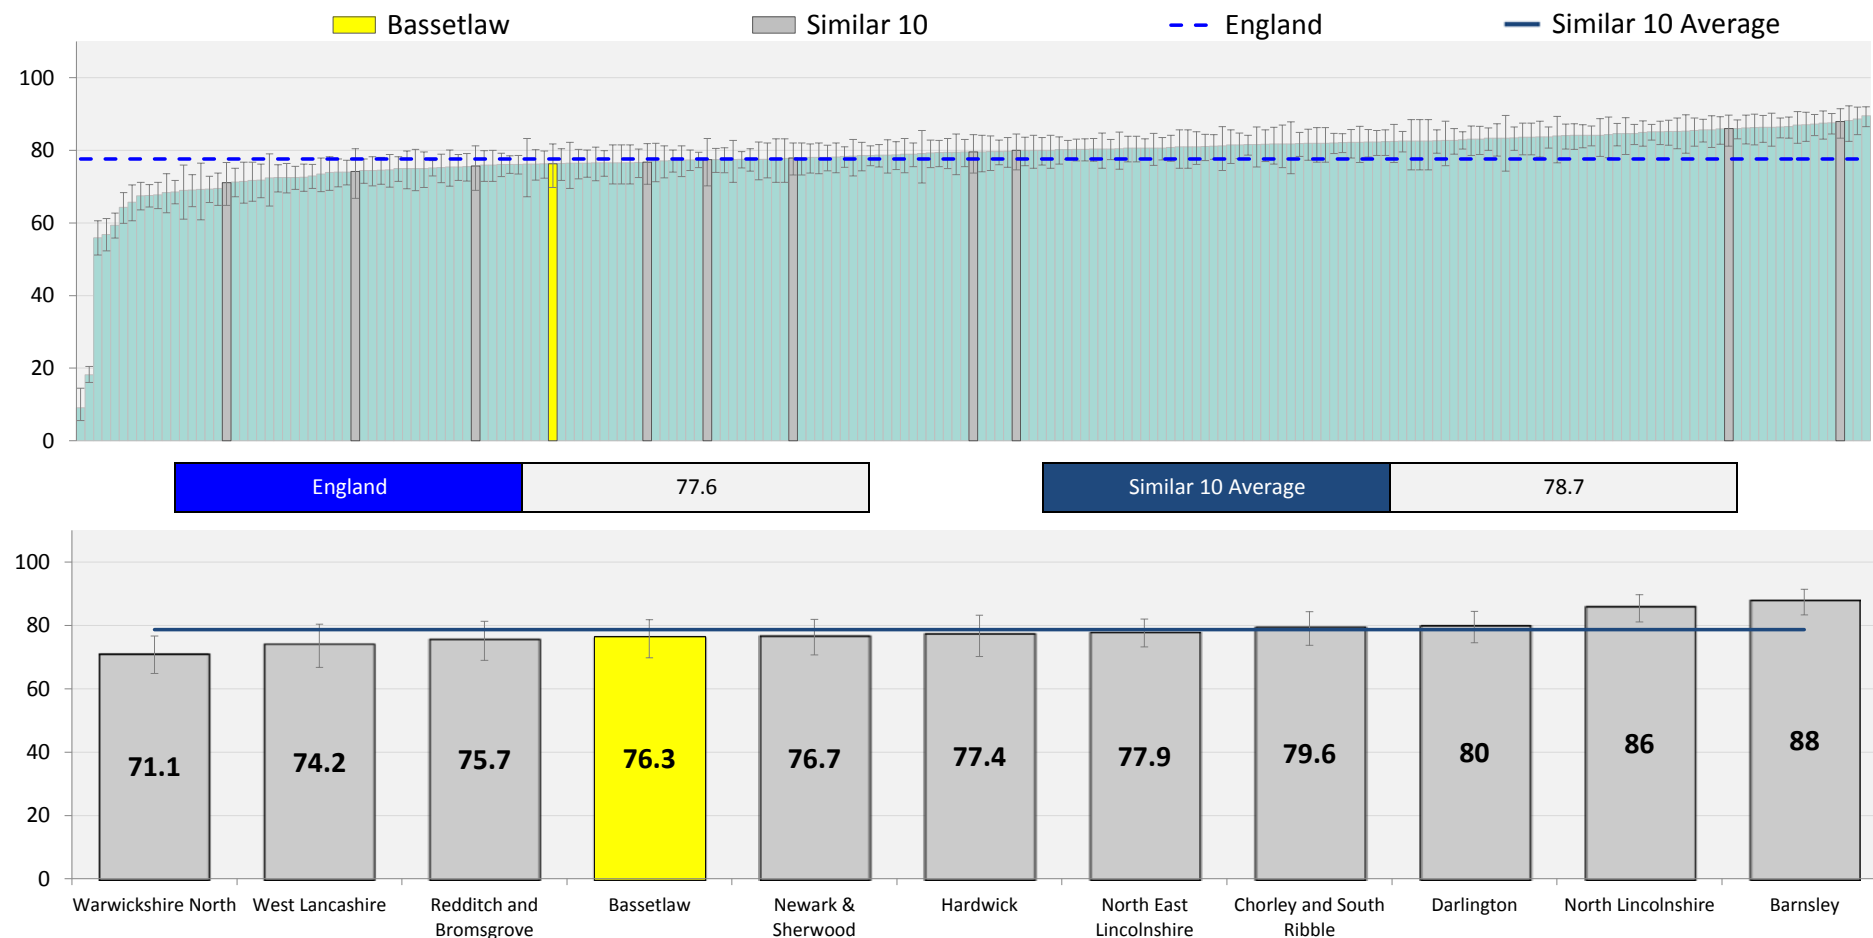 Bassetlaw Similar 10 England Similar 10 Average
100
80
60
40
20
0
England 77.6 Similar 10 Average 78.7
100
80
60
40
20
0
71.1 74.2 75.7 76.3 76.7 77.4 77.9 79.6 80 86 88
Warwickshire North West Lancashire Redditch and Bassetlaw Newark & Hardwick North East Chorley and South Darlington North Lincolnshire Barnsley
Bromsgrove Sherwood Lincolnshire Ribble